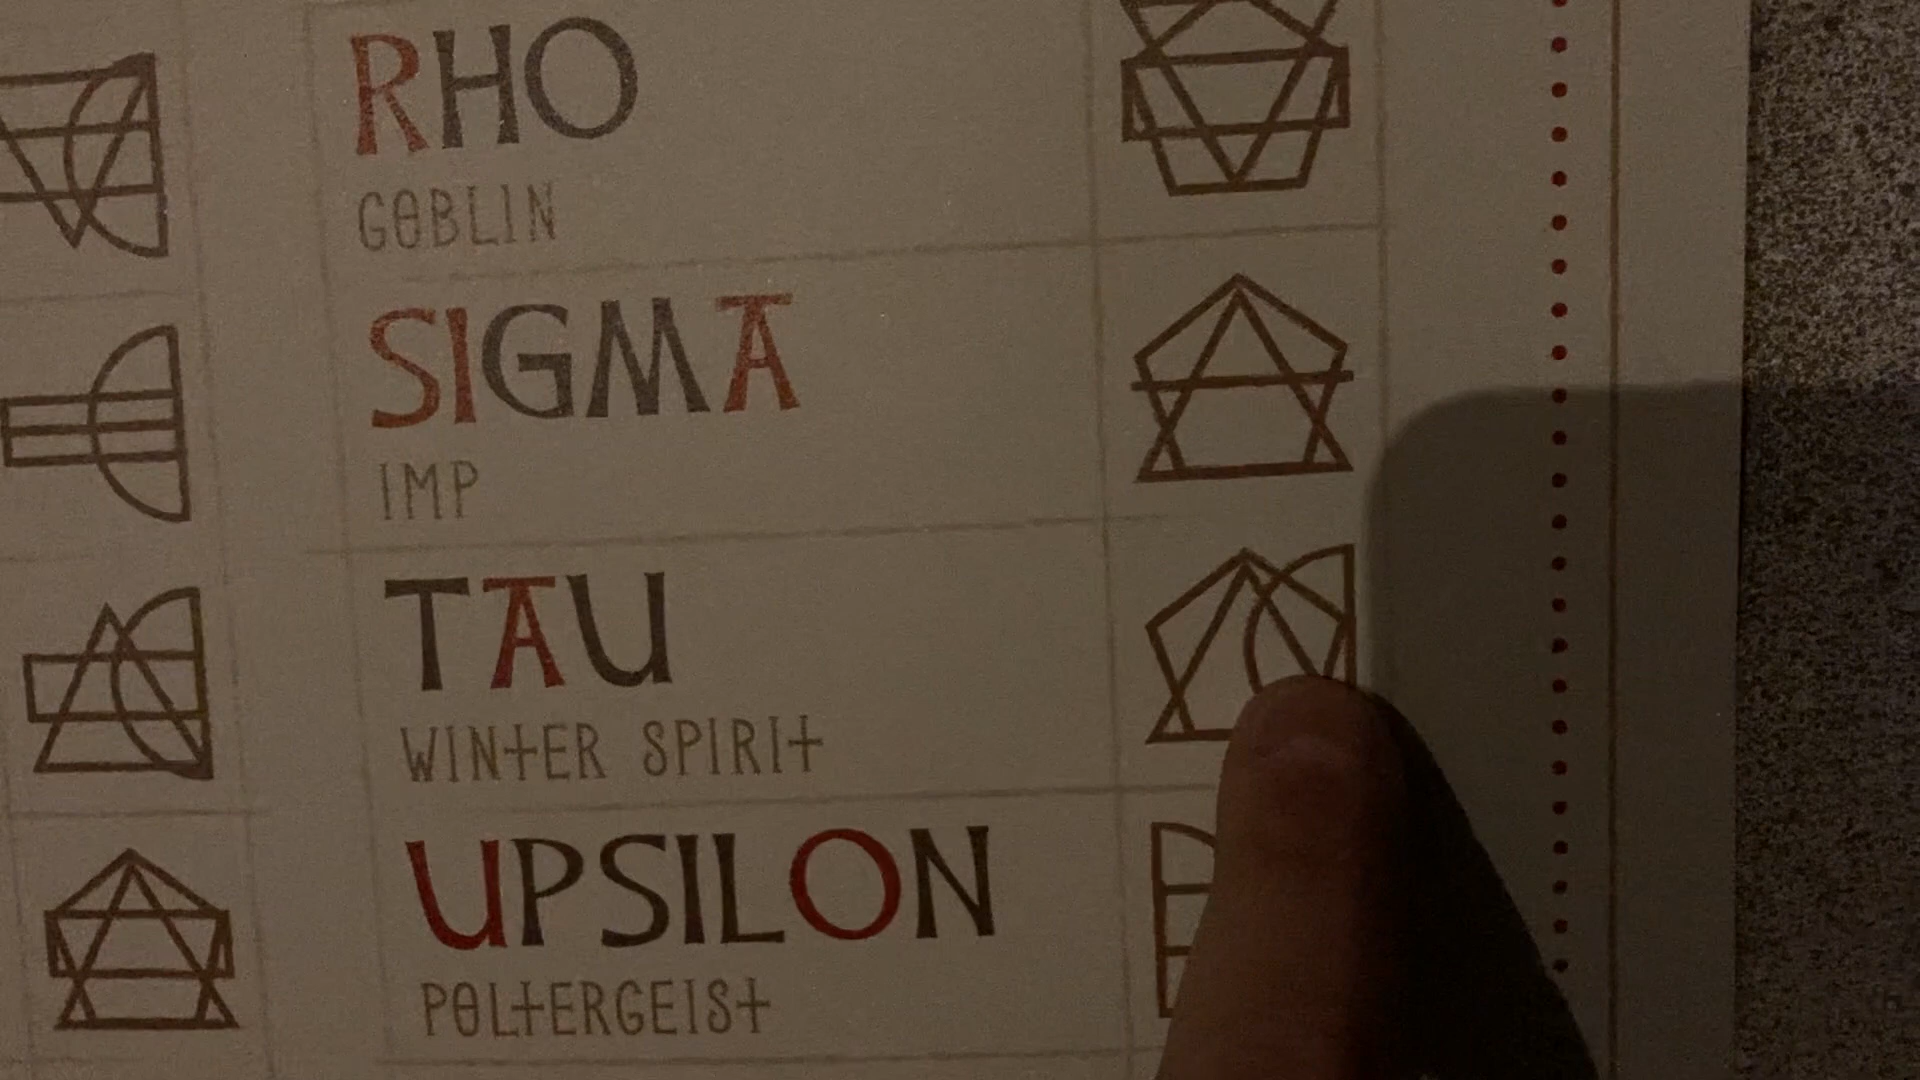 RHO
GOBLIN
SIGMA
IMP
TAU
WINTER SPIRIT
UPSILON
POLTERGEIST